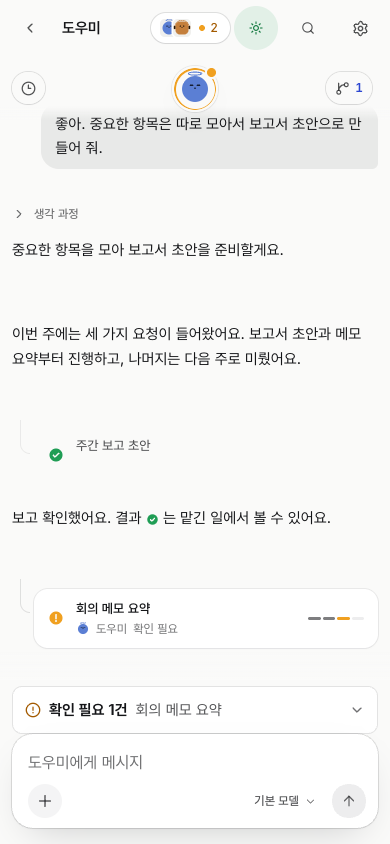 도우미
2
1
좋아. 중요한 항목은 따로 모아서 보고서 초안으로 만
들어 줘.
생각 과정
중요한 항목을 모아 보고서 초안을 준비할게요.
이번 주에는 세 가지 요청이 들어왔어요. 보고서 초안과 메모
요약부터 진행하고, 나머지는 다음 주로 미뤘어요.
주간 보고 초안
보고 확인했어요. 결과 는 맡긴 일에서 볼 수 있어요.
회의 메모 요약
도우미 확인 필요
확인 필요 1건 회의 메모 요약
도우미에게 메시지
기본 모델